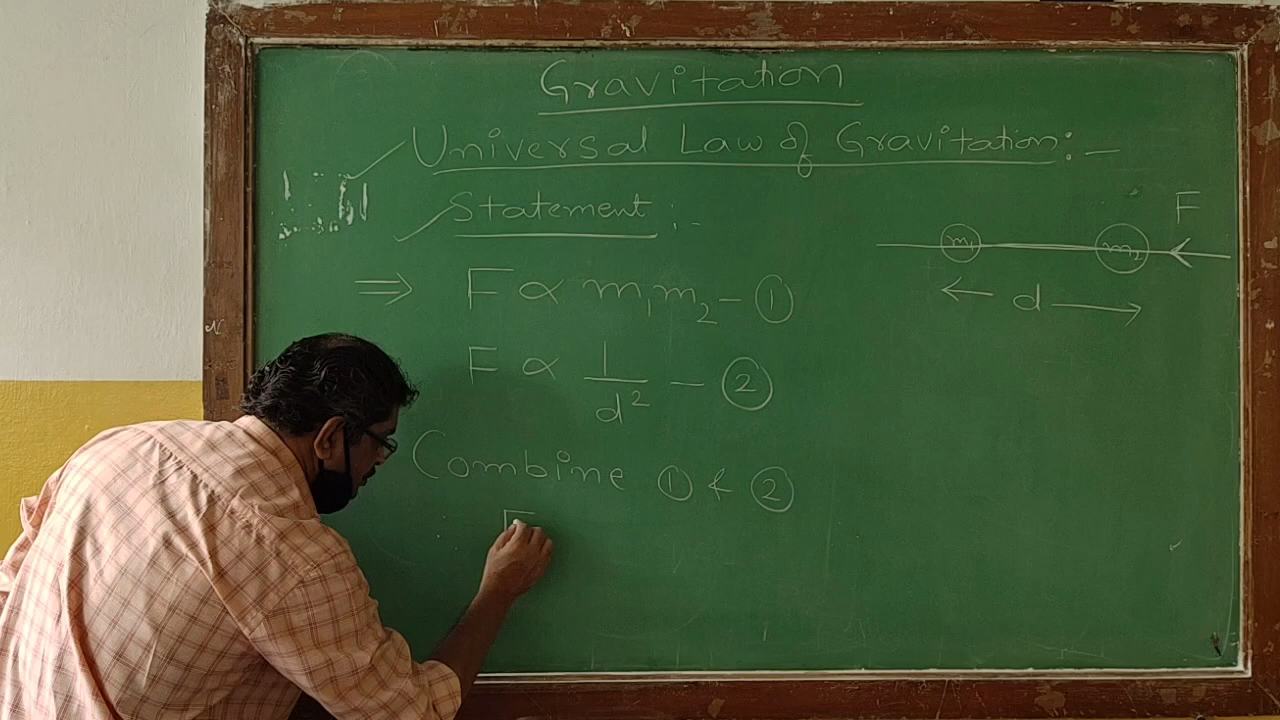 Gravitation
Universal Law of Gravitation:-
Statement:-
F
m₁ m₂
d
⇒ F ∝ m₁m₂ - ①
F ∝ 1/d² - ②
Combine ① & ②
F